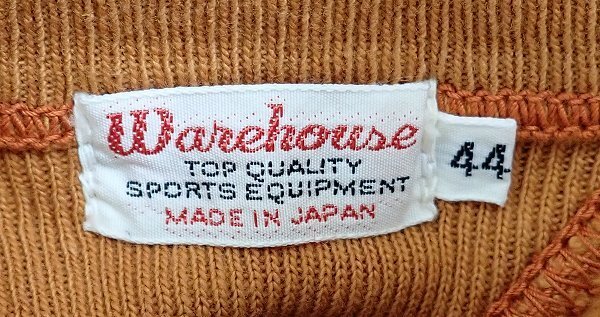 Warehouse
TOP QUALITY
SPORTS EQUIPMENT
MADE IN JAPAN
44